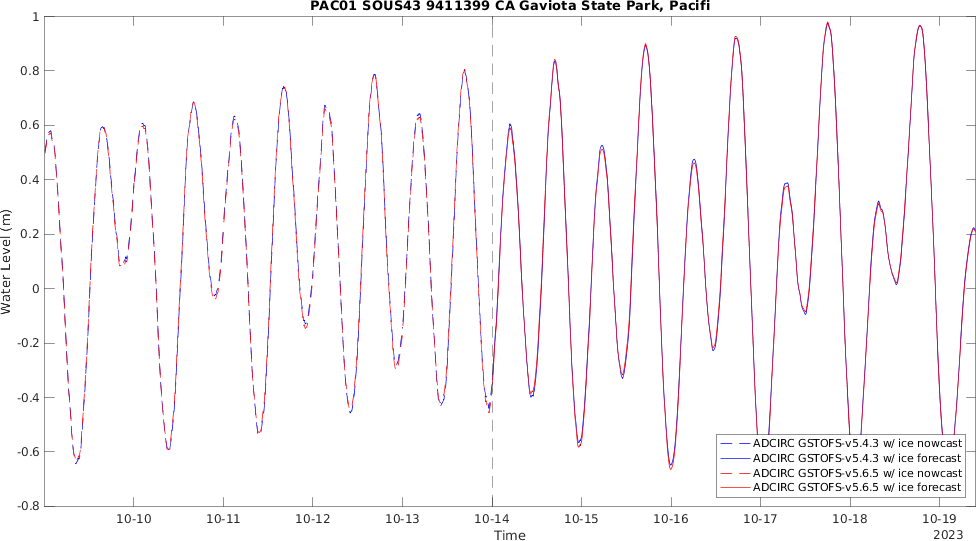 PAC01 SOUS43 9411399 CA Gaviota State Park, Pacifi
1
0.8
0.6
0.4
0.2
0
-0.2
-0.4
-0.6
-0.8
Water Level (m)
ADCIRC GSTOFS-v5.4.3 w/ ice nowcast
ADCIRC GSTOFS-v5.4.3 w/ ice forecast
ADCIRC GSTOFS-v5.6.5 w/ ice nowcast
ADCIRC GSTOFS-v5.6.5 w/ ice forecast
10-10 10-11 10-12 10-13 10-14 10-15 10-16 10-17 10-18 10-19
Time 2023